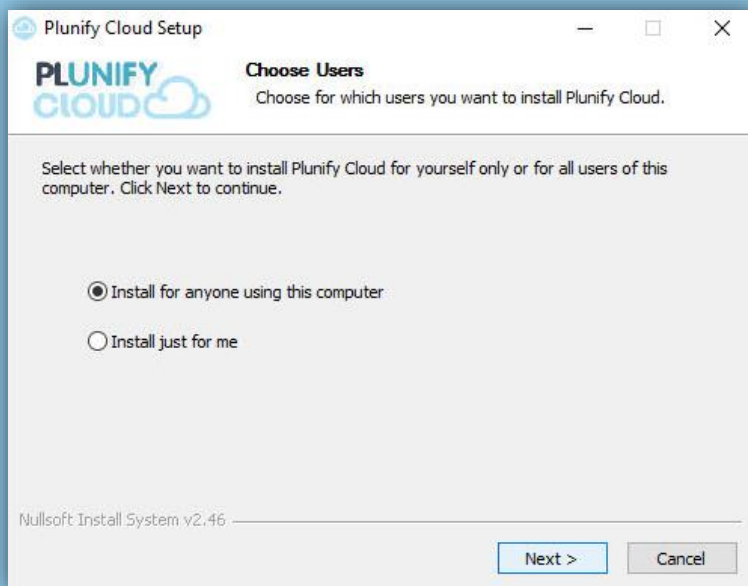 Plunify Cloud Setup
PLUNIFY
CLOUD
Choose Users
Choose for which users you want to install Plunify Cloud.
Select whether you want to install Plunify Cloud for yourself only or for all users of this
computer. Click Next to continue.
Install for anyone using this computer
Install just for me
Nullsoft Install System v2.46
Next >
Cancel